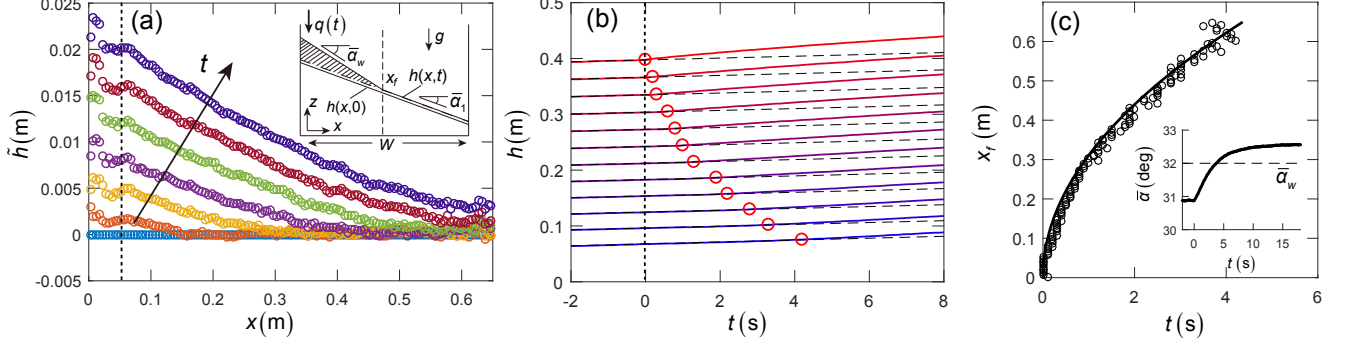 (a)
0.025
0.02
0.015
0.01
0.005
0
-0.005
h̃ (m)
0 0.1 0.2 0.3 0.4 0.5 0.6
x (m)
t
q(t)
g
ᾱw
xf
h(x,t)
h(x,0)
ᾱ1
z
x
W
(b)
0.5
0.4
0.3
0.2
0.1
0
h (m)
-2 0 2 4 6 8
t (s)
(c)
0.6
0.5
0.4
0.3
0.2
0.1
0
xf (m)
0 2 4 6
t (s)
33
32
31
30
ᾱ (deg)
ᾱw
0 5 10 15
t (s)